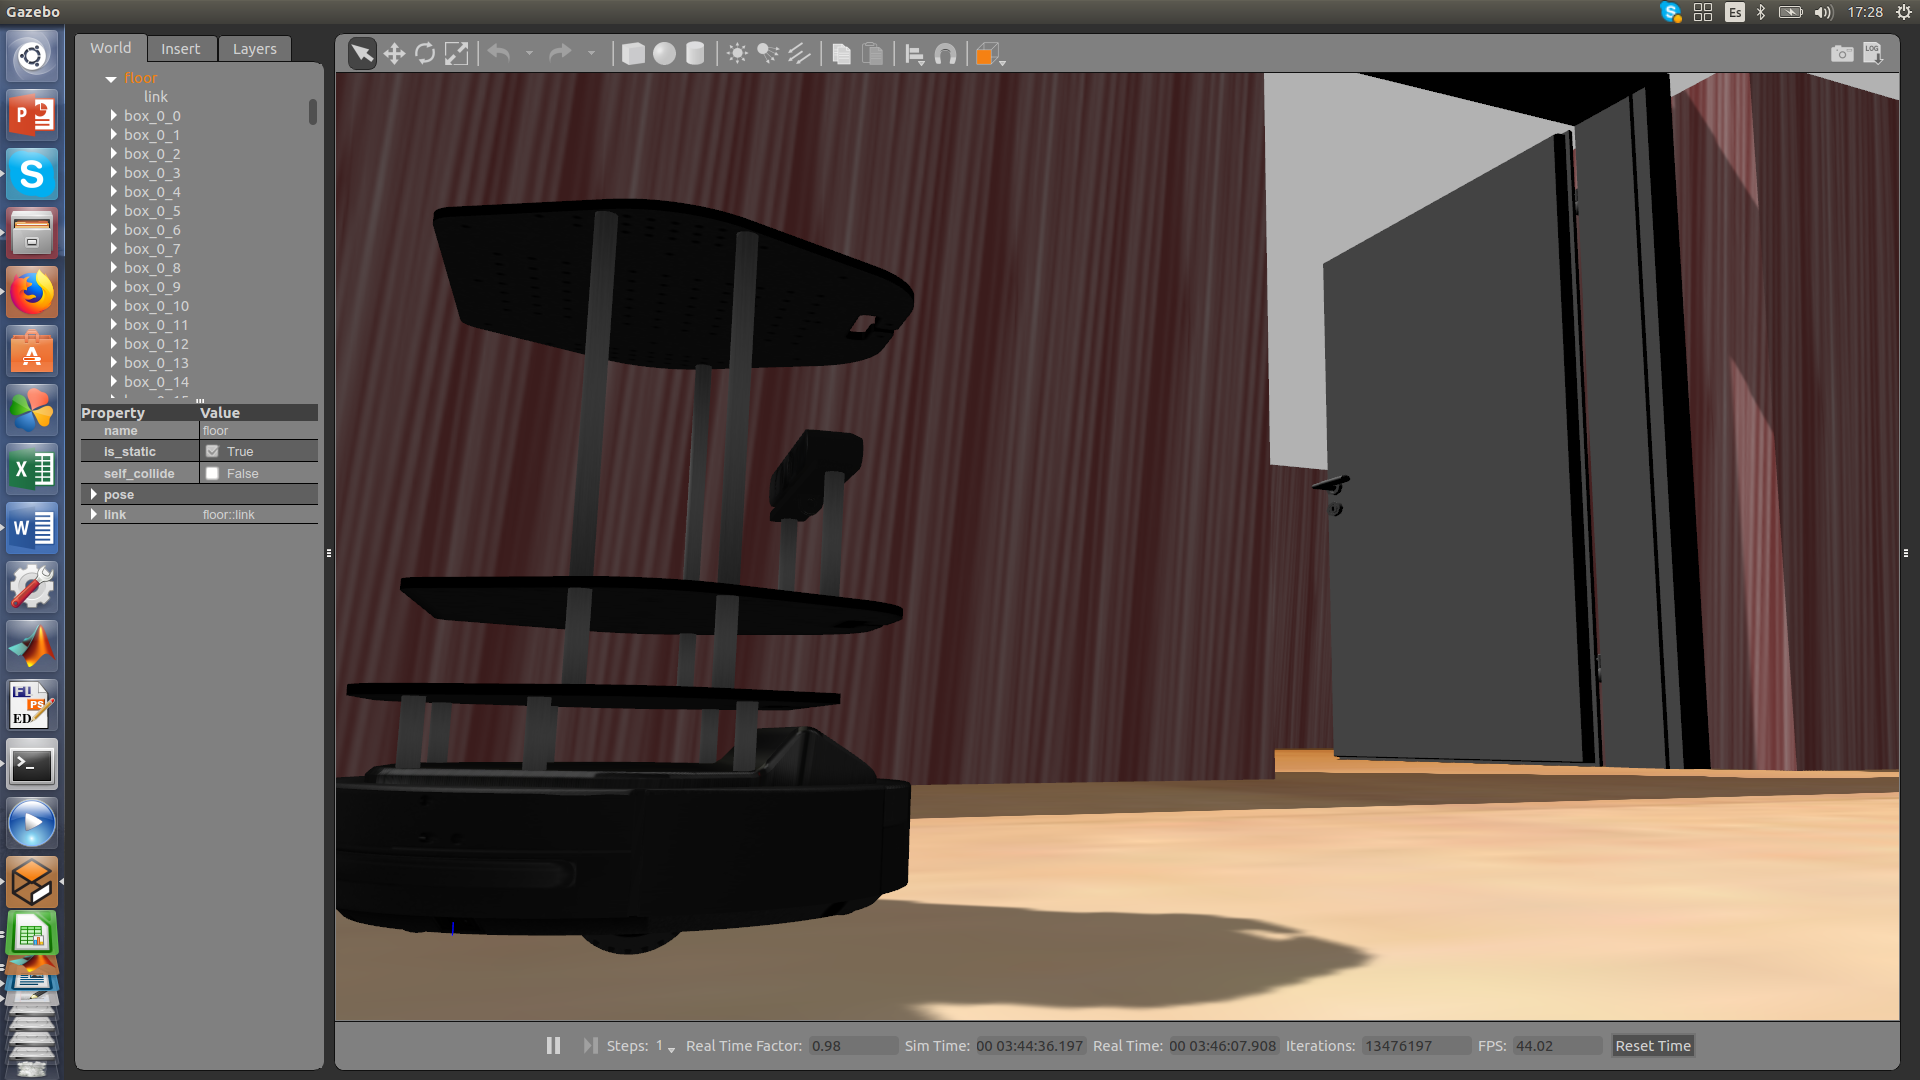 Gazebo
Es
17:28
World Insert Layers
floor
link
box_0_0
box_0_1
box_0_2
box_0_3
box_0_4
box_0_5
box_0_6
box_0_7
box_0_8
box_0_9
box_0_10
box_0_11
box_0_12
box_0_13
box_0_14
Property Value
name floor
is_static True
self_collide False
pose
link floor::link
LOG
Steps: 1 Real Time Factor: 0.98 Sim Time: 00 03:44:36.197 Real Time: 00 03:46:07.908 Iterations: 13476197 FPS: 44.02 Reset Time